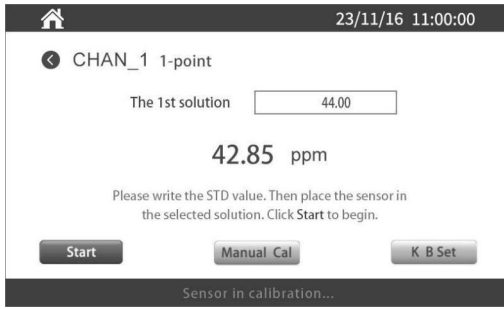 23/11/16 11:00:00
CHAN_1 1-point
The 1st solution 44.00
42.85 ppm
Please write the STD value. Then place the sensor in
the selected solution. Click Start to begin.
Start Manual Cal K B Set
Sensor in calibration...